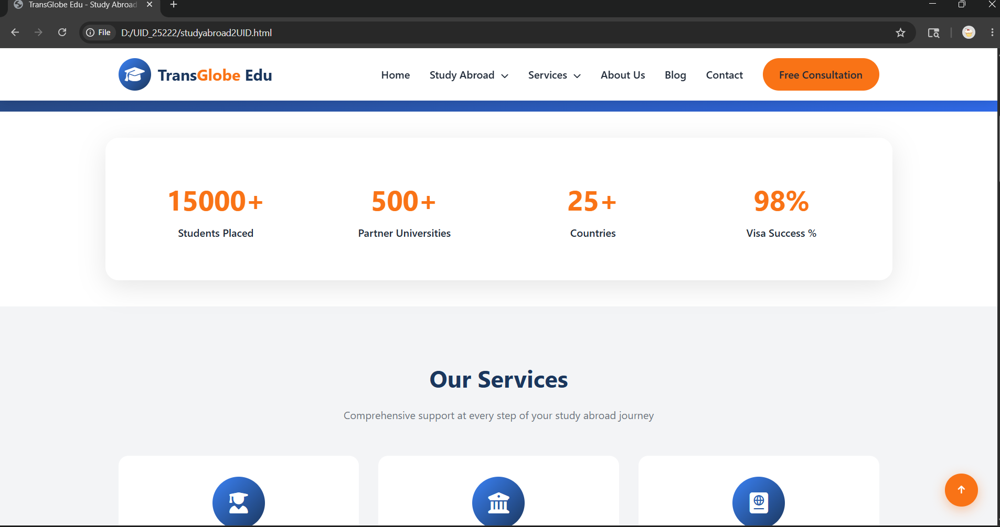 TransGlobe Edu - Study Abroad
File
D:/UID_25222/studyabroad2UID.html
TransGlobe Edu
Home
Study Abroad
Services
About Us
Blog
Contact
Free Consultation
15000+
500+
25+
98%
Students Placed
Partner Universities
Countries
Visa Success %
Our Services
Comprehensive support at every step of your study abroad journey